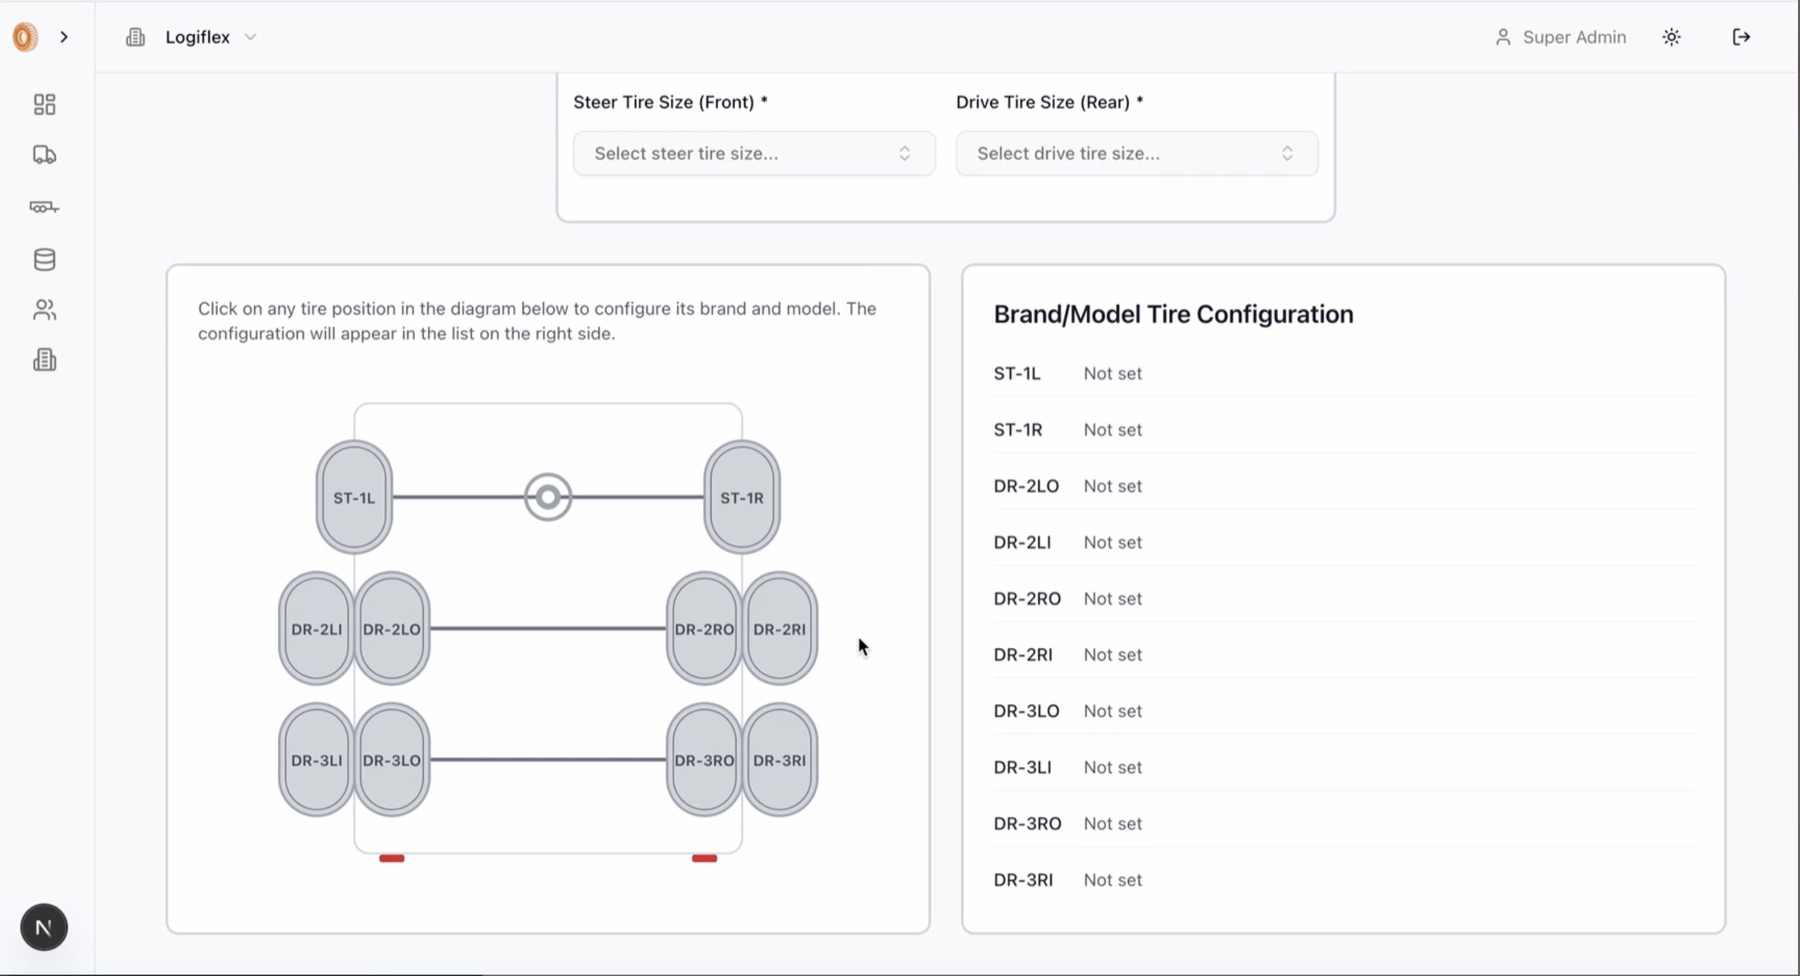 Logiflex
Super Admin
Steer Tire Size (Front) *
Drive Tire Size (Rear) *
Select steer tire size...
Select drive tire size...
Click on any tire position in the diagram below to configure its brand and model. The
configuration will appear in the list on the right side.
ST-1L
ST-1R
DR-2LI
DR-2LO
DR-2RO
DR-2RI
DR-3LI
DR-3LO
DR-3RO
DR-3RI
Brand/Model Tire Configuration
ST-1L Not set
ST-1R Not set
DR-2LO Not set
DR-2LI Not set
DR-2RO Not set
DR-2RI Not set
DR-3LO Not set
DR-3LI Not set
DR-3RO Not set
DR-3RI Not set
N